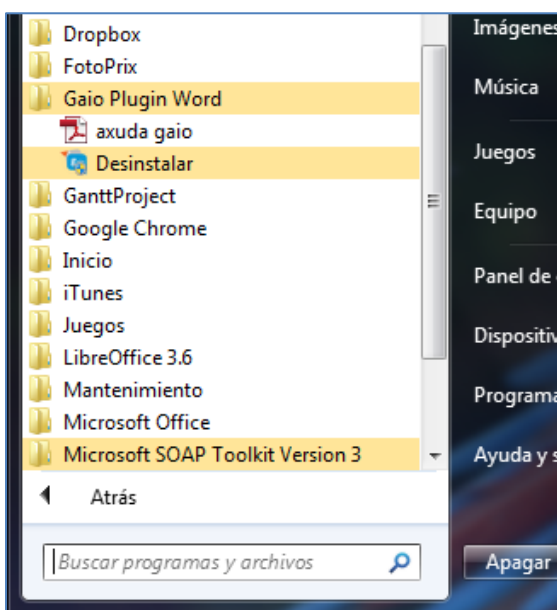 Dropbox
FotoPrix
Gaio Plugin Word
axuda gaio
Desinstalar
GanttProject
Google Chrome
Inicio
iTunes
Juegos
LibreOffice 3.6
Mantenimiento
Microsoft Office
Microsoft SOAP Toolkit Version 3
Atrás
Buscar programas y archivos
Imágenes
Música
Juegos
Equipo
Panel de
Dispositiv
Programa
Ayuda y s
Apagar